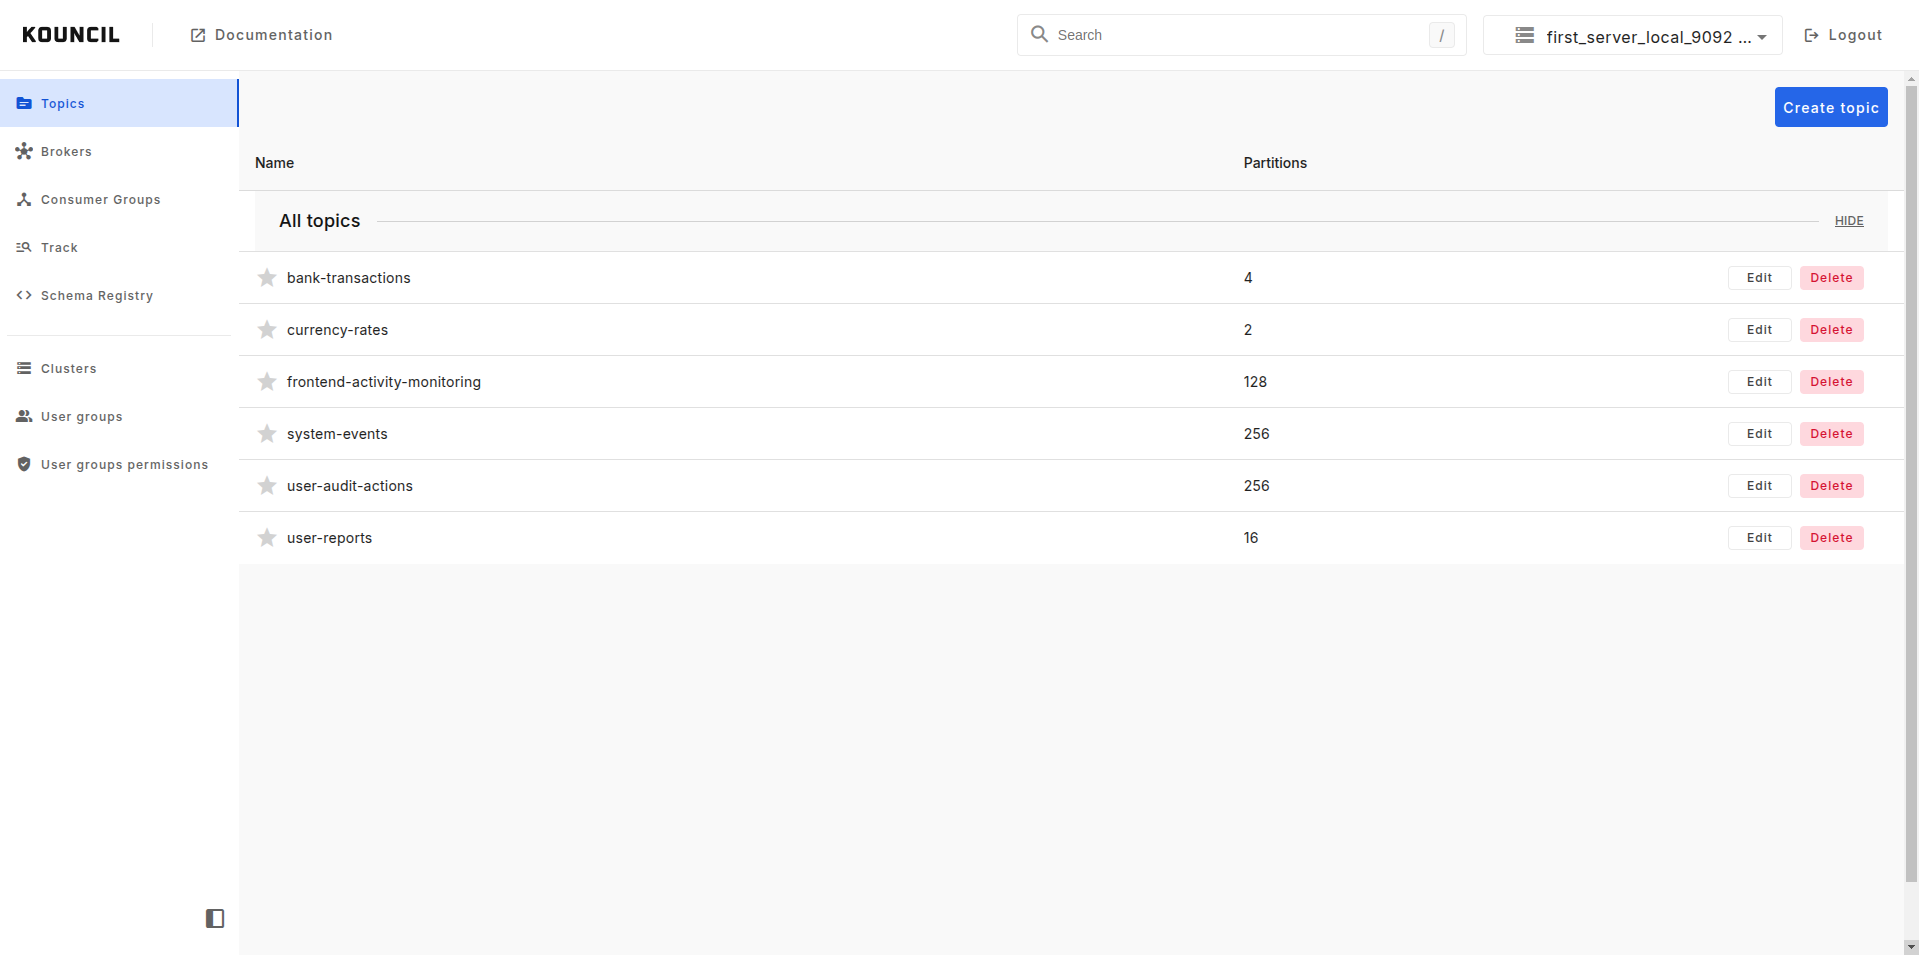 KOUNCIL
Documentation
Search
/
first_server_local_9092 ...
Logout
Topics
Brokers
Consumer Groups
Track
Schema Registry
Clusters
User groups
User groups permissions
Create topic
Name Partitions
All topics HIDE
bank-transactions 4 Edit Delete
currency-rates 2 Edit Delete
frontend-activity-monitoring 128 Edit Delete
system-events 256 Edit Delete
user-audit-actions 256 Edit Delete
user-reports 16 Edit Delete